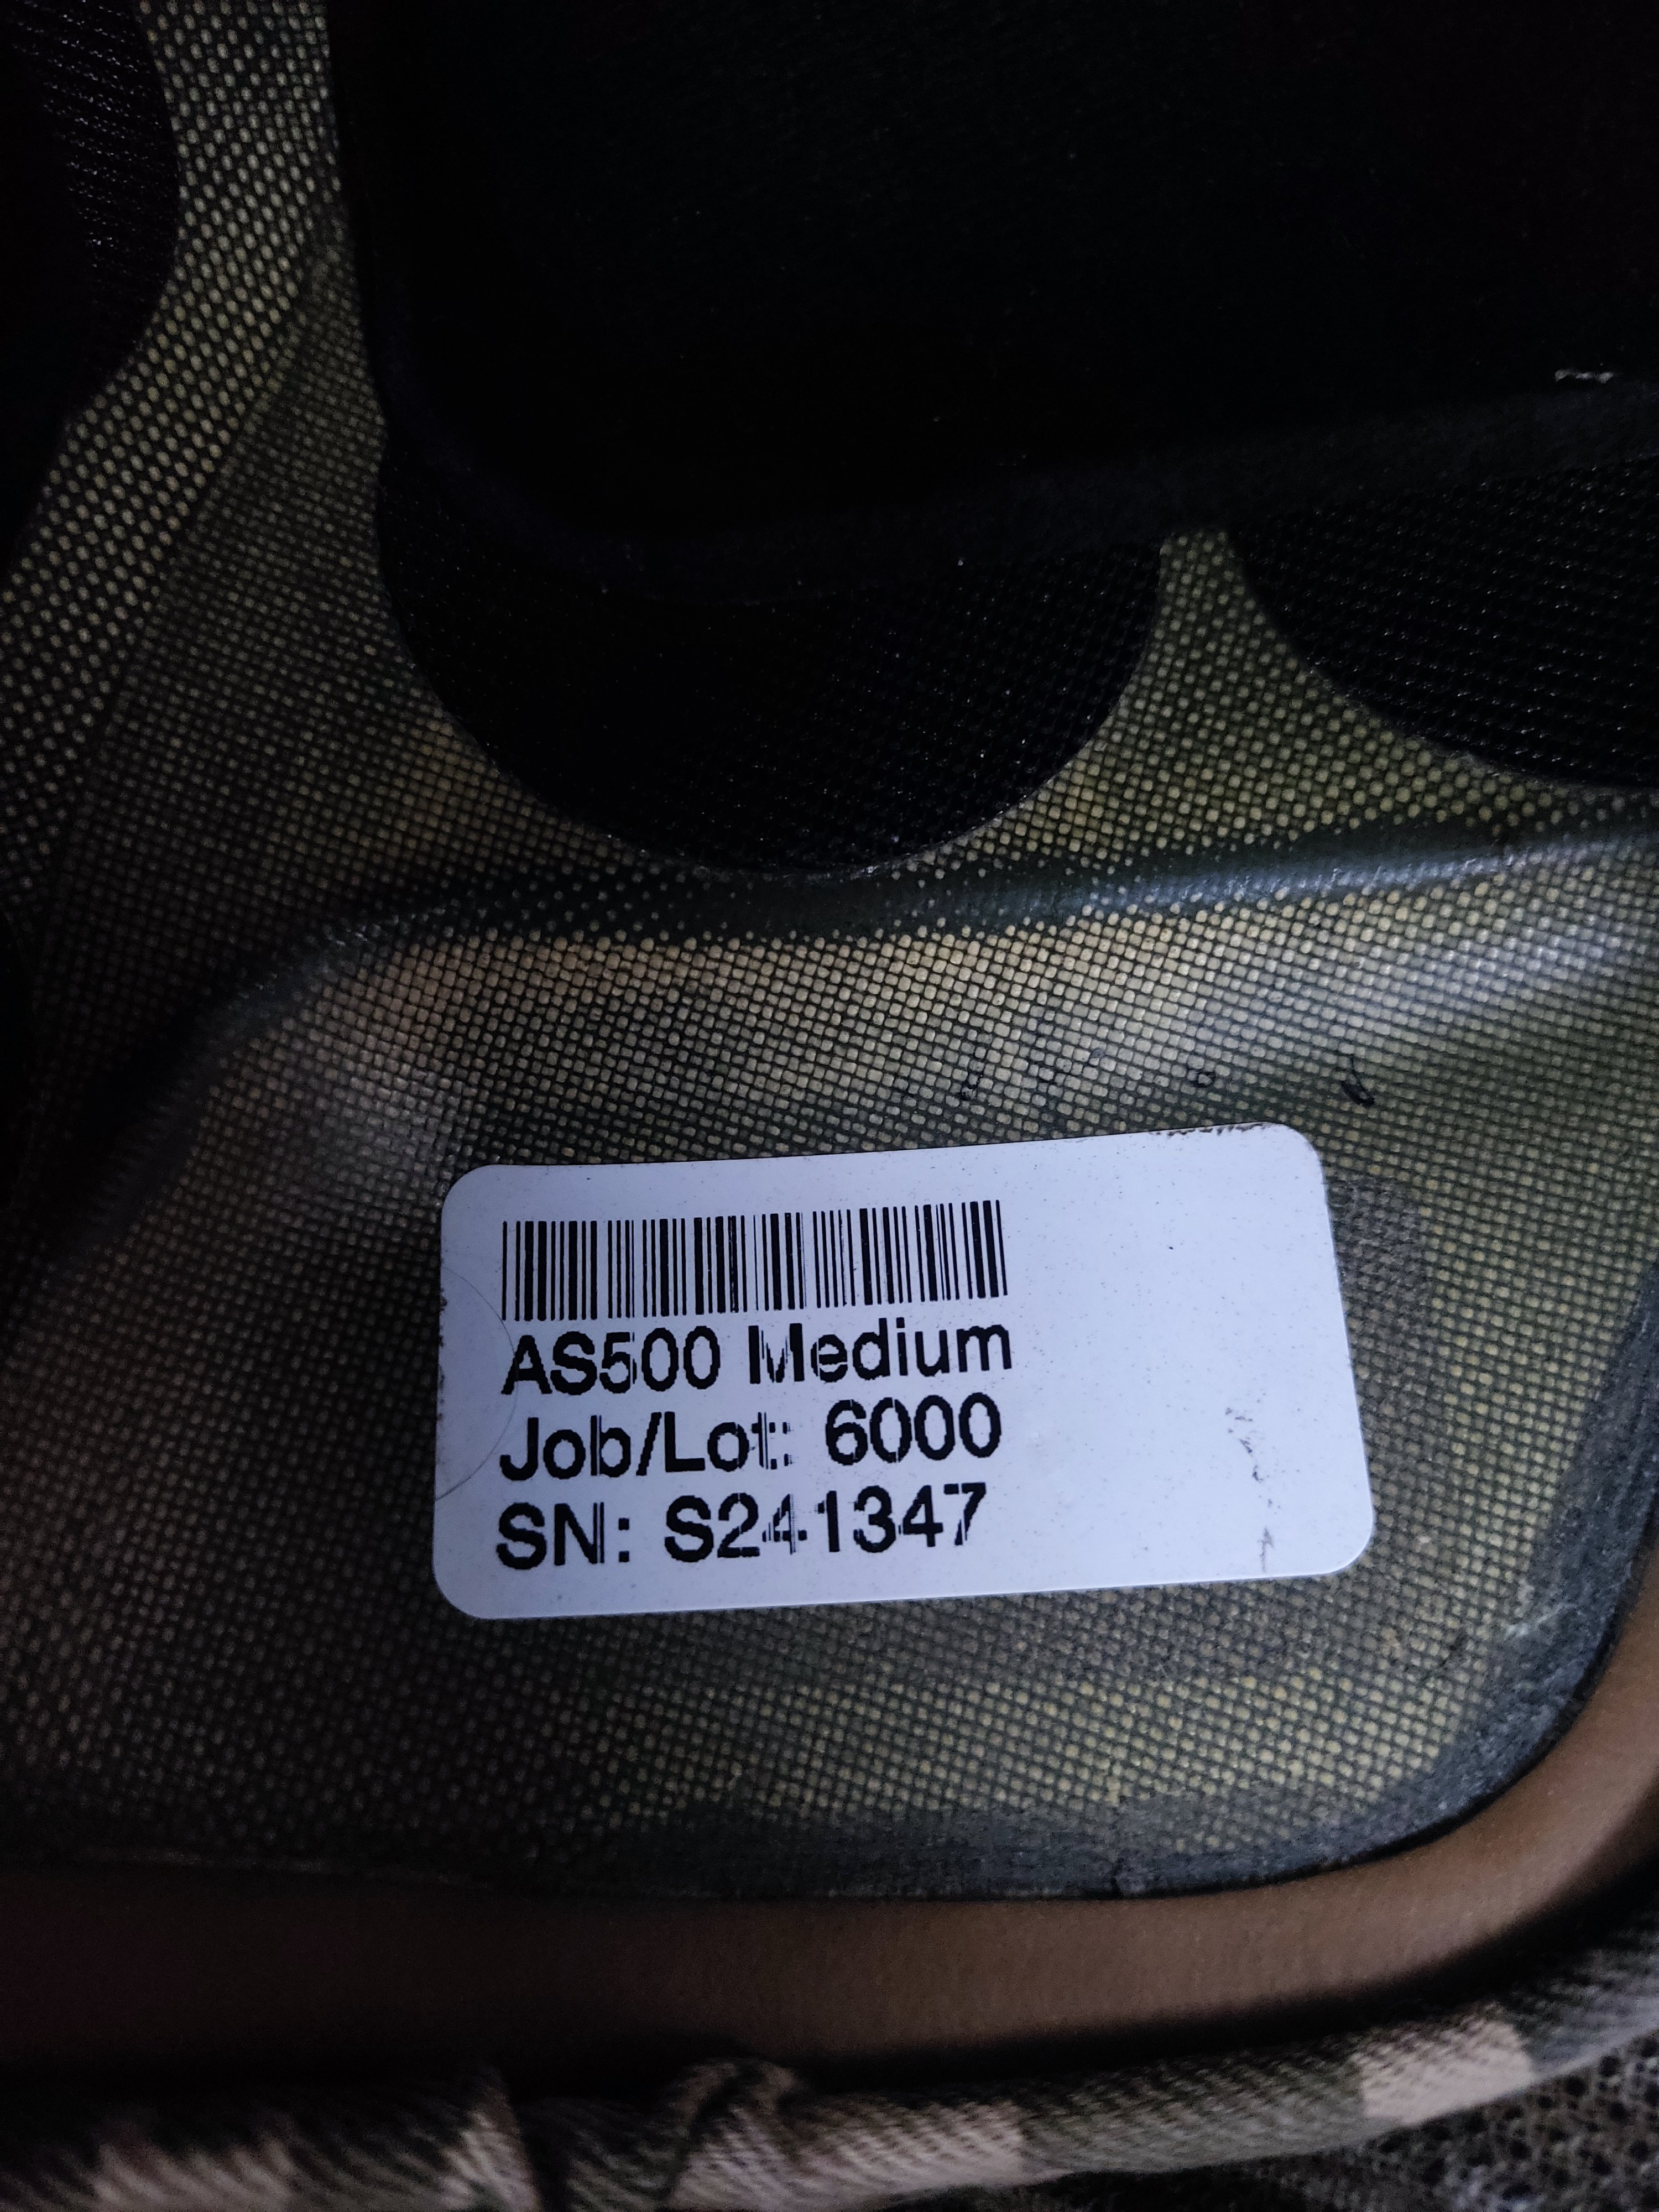 AS500 Medium
Job/Lot: 6000
SN: S241347